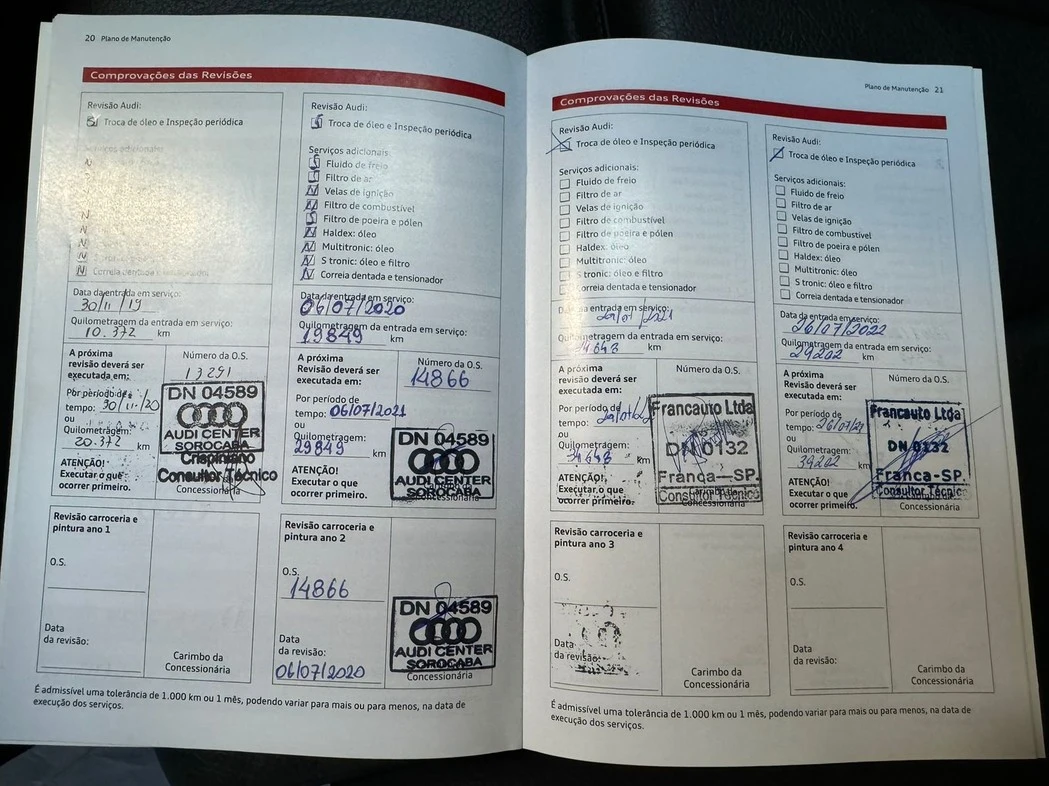 20 Plano de Manutenção
Comprovações das Revisões
Revisão Audi:
Troca de óleo e Inspeção periódica
Serviços adicionais:
N
N
N
N
N
N Correia dentada e tensionador
Data da entrada em serviço:
30/11/19
Quilometragem da entrada em serviço:
10.372 km
A próxima
revisão deverá ser
executada em:
Número da O.S.
13291
Por período de
tempo: 30/11/20
ou
Quilometragem:
20.372 km
ATENÇÃO!
Executar o que
ocorrer primeiro.
DN 04589
AUDI CENTER
SOROCABA
Crispiniano
Consultor Técnico
Concessionária
Revisão Audi:
S Troca de óleo e Inspeção periódica
Serviços adicionais:
S Fluido de freio
S Filtro de ar
N Velas de ignição
N Filtro de combustível
S Filtro de poeira e pólen
N Haldex: óleo
N Multitronic: óleo
N S tronic: óleo e filtro
N Correia dentada e tensionador
Data da entrada em serviço:
06/07/2020
Quilometragem da entrada em serviço:
19849 km
A próxima
Revisão deverá ser
executada em:
Número da O.S.
14866
Por período de
tempo: 06/07/2021
ou
Quilometragem:
29849 km
ATENÇÃO!
Executar o que
ocorrer primeiro.
DN 04589
AUDI CENTER
SOROCABA
Concessionária
Revisão carroceria e
pintura ano 1
O.S.
Data
da revisão:
Carimbo da
Concessionária
Revisão carroceria e
pintura ano 2
O.S.
14866
Data
da revisão:
06/07/2020
DN 04589
AUDI CENTER
SOROCABA
Concessionária
É admissível uma tolerância de 1.000 km ou 1 mês, podendo variar para mais ou para menos, na data de
execução dos serviços.
Plano de Manutenção 21
Comprovações das Revisões
Revisão Audi:
Troca de óleo e Inspeção periódica
Serviços adicionais:
Fluido de freio
Filtro de ar
Velas de ignição
Filtro de combustível
Filtro de poeira e pólen
Haldex: óleo
Multitronic: óleo
S tronic: óleo e filtro
Correia dentada e tensionador
Data da entrada em serviço:
Quilometragem da entrada em serviço:
km
A próxima
revisão deverá ser
executada em:
Número da O.S.
Por período de
tempo:
ou
Quilometragem:
km
ATENÇÃO!
Executar o que
ocorrer primeiro.
Francauto Ltda
DN 0132
Franca-SP.
Consultor Técnico
Concessionária
Revisão Audi:
Troca de óleo e Inspeção periódica
Serviços adicionais:
Fluido de freio
Filtro de ar
Velas de ignição
Filtro de combustível
Filtro de poeira e pólen
Haldex: óleo
Multitronic: óleo
S tronic: óleo e filtro
Correia dentada e tensionador
Data da entrada em serviço:
26/07/2022
Quilometragem da entrada em serviço:
29202 km
A próxima
Revisão deverá ser
executada em:
Número da O.S.
Por período de
tempo: 26/07/23
ou
Quilometragem:
39202 km
ATENÇÃO!
Executar o que
ocorrer primeiro.
Francauto Ltda
DN 0132
Franca-SP.
Consultor Técnic
Concessionária
Revisão carroceria e
pintura ano 3
O.S.
Data
da revisão:
Carimbo da
Concessionária
Revisão carroceria e
pintura ano 4
O.S.
Data
da revisão:
Carimbo da
Concessionária
É admissível uma tolerância de 1.000 km ou 1 mês, podendo variar para mais ou para menos, na data de
execução dos serviços.